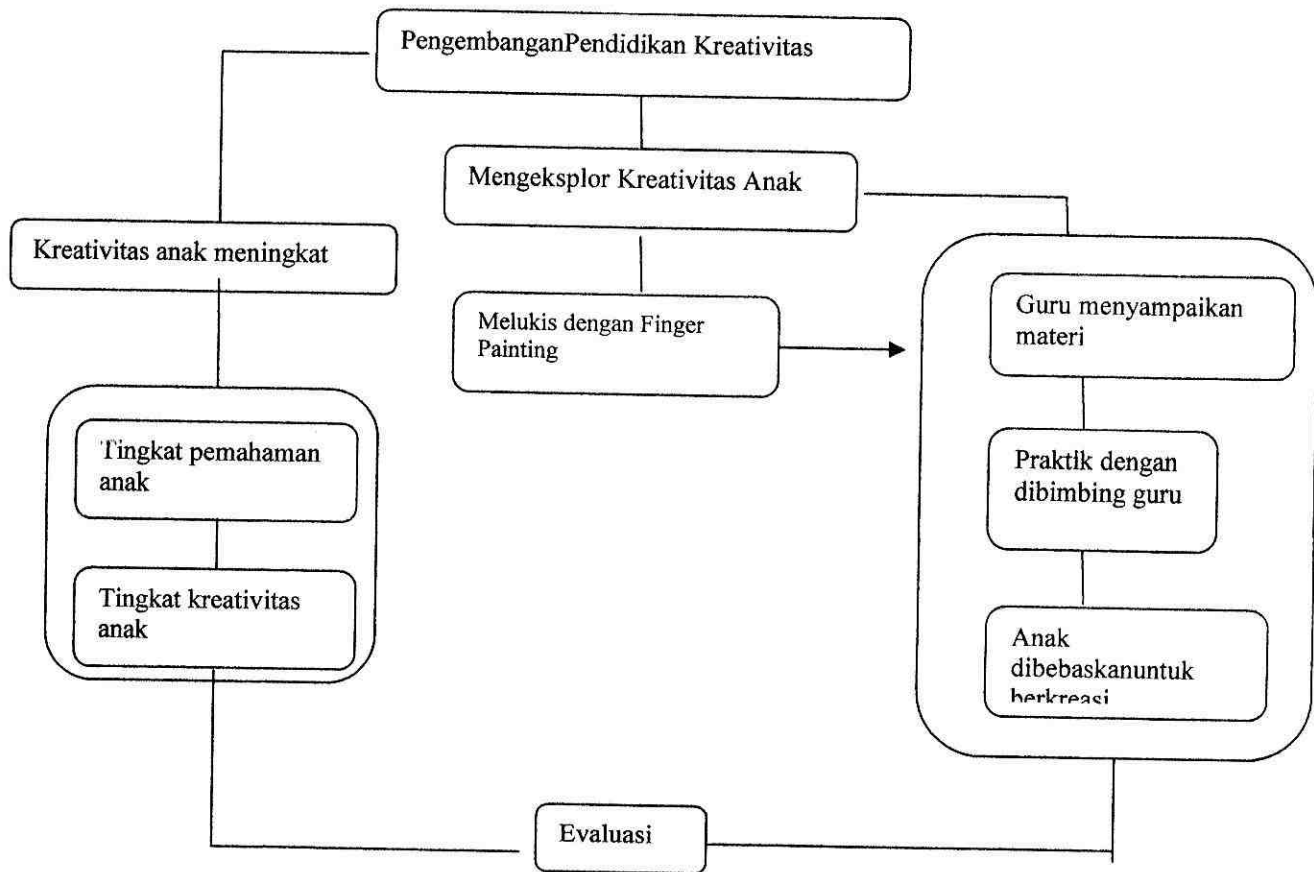 PengembanganPendidikan Kreativitas
Mengeksplor Kreativitas Anak
Kreativitas anak meningkat
Melukis dengan Finger
Painting
Guru menyampaikan
materi
Praktik dengan
dibimbing guru
Anak
dibebaskanuntuk
berkreasi
Tingkat pemahaman
anak
Tingkat kreativitas
anak
Evaluasi